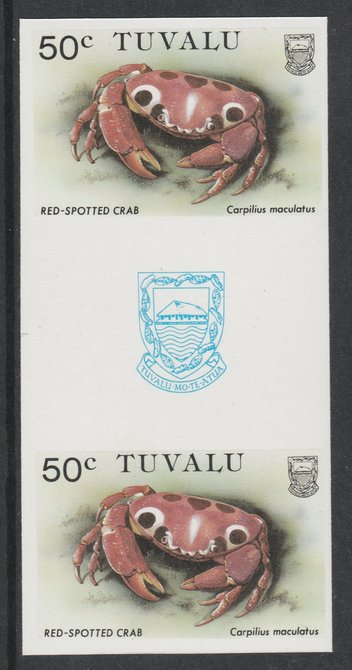 50c TUVALU
RED-SPOTTED CRAB Carpilius maculatus
TUVALU·MO·TE·ATUA
50c TUVALU
RED-SPOTTED CRAB Carpilius maculatus